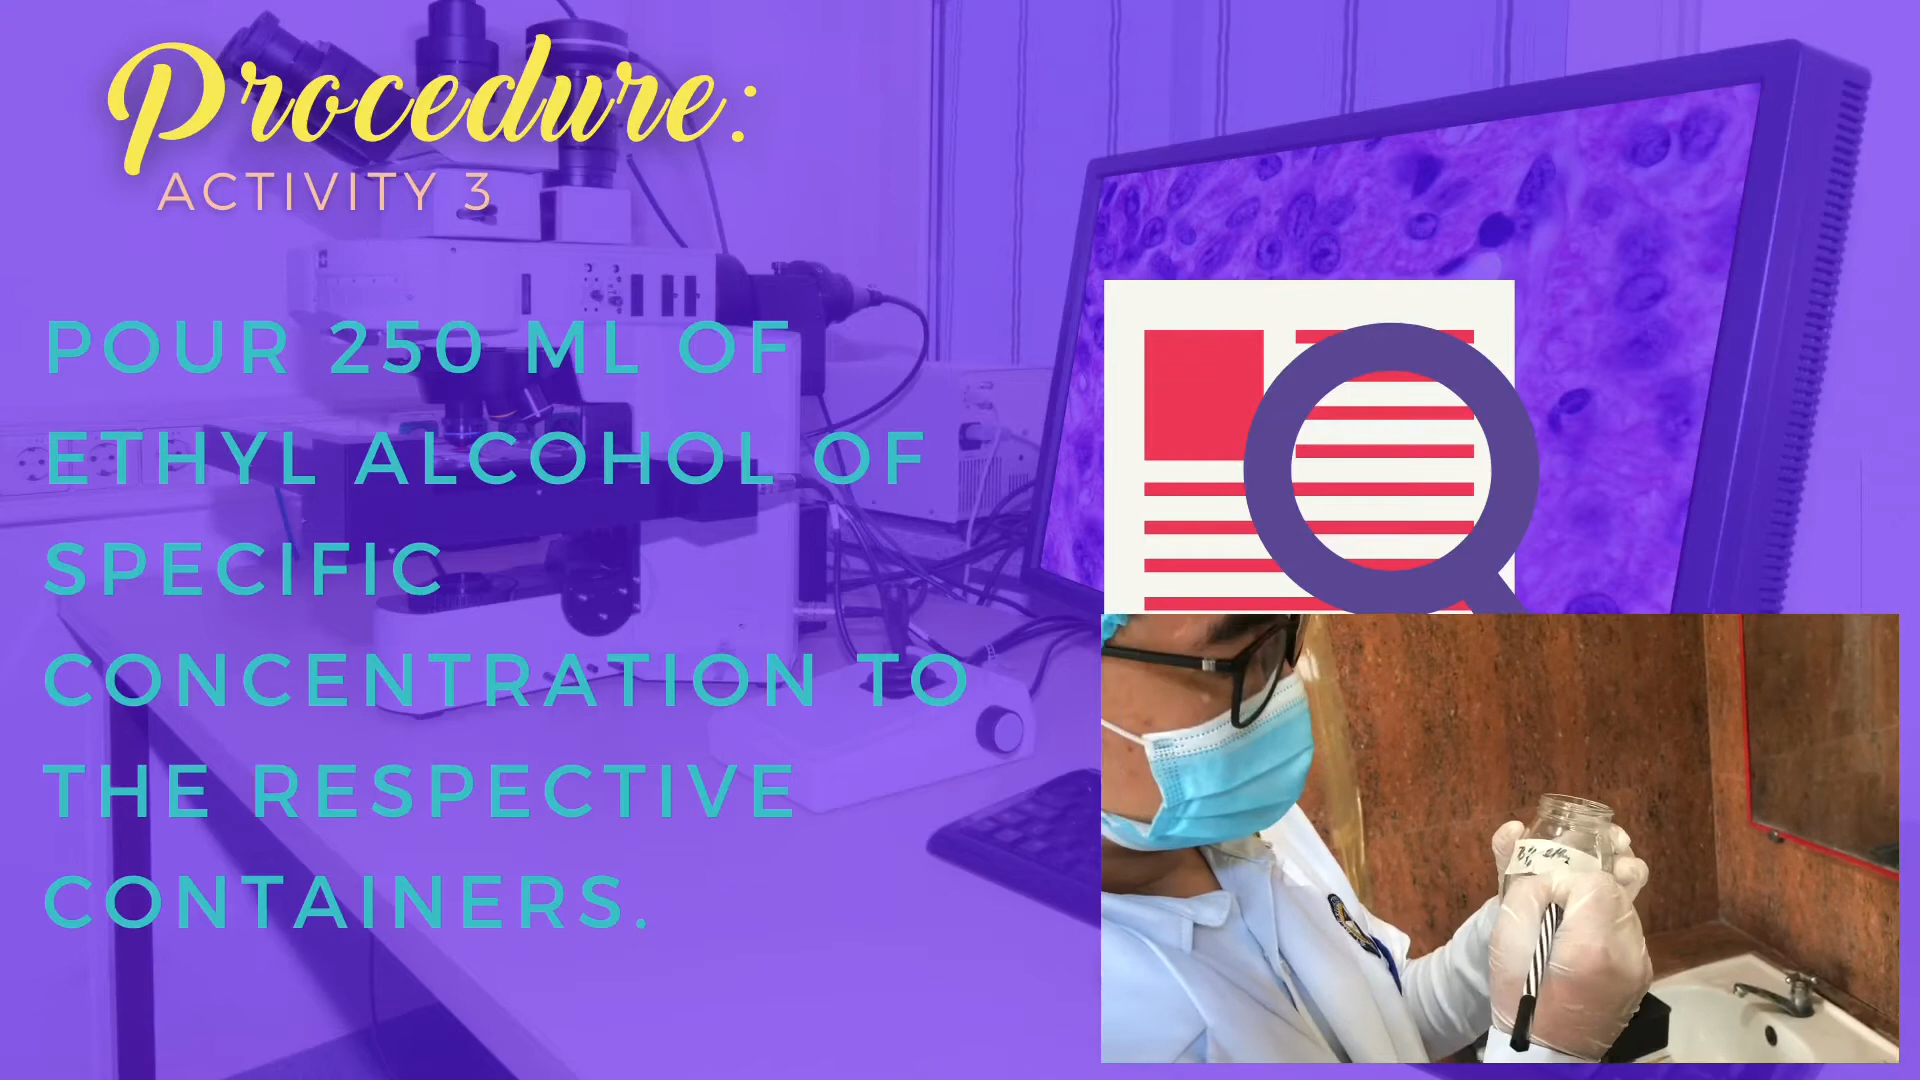 Procedure:
ACTIVITY 3
POUR 250 ML OF
ETHYL ALCOHOL OF
SPECIFIC
CONCENTRATION TO
THE RESPECTIVE
CONTAINERS.